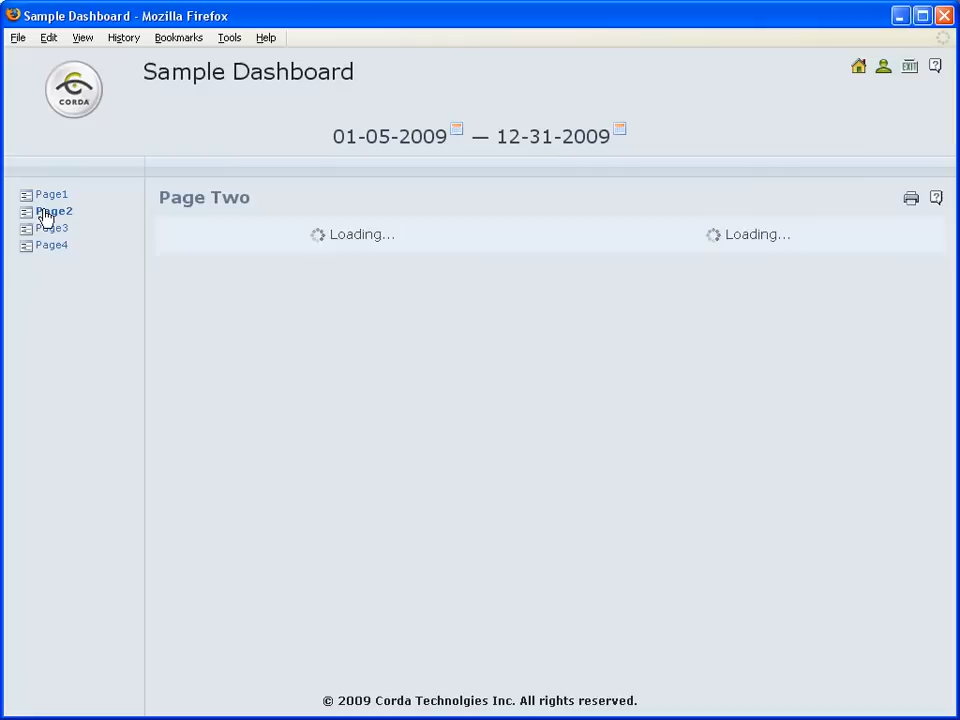 Sample Dashboard - Mozilla Firefox
File Edit View History Bookmarks Tools Help
CORDA
Sample Dashboard
EXIT
01-05-2009 — 12-31-2009
Page1
Page2
Page3
Page4
Page Two
Loading... Loading...
© 2009 Corda Technolgies Inc. All rights reserved.